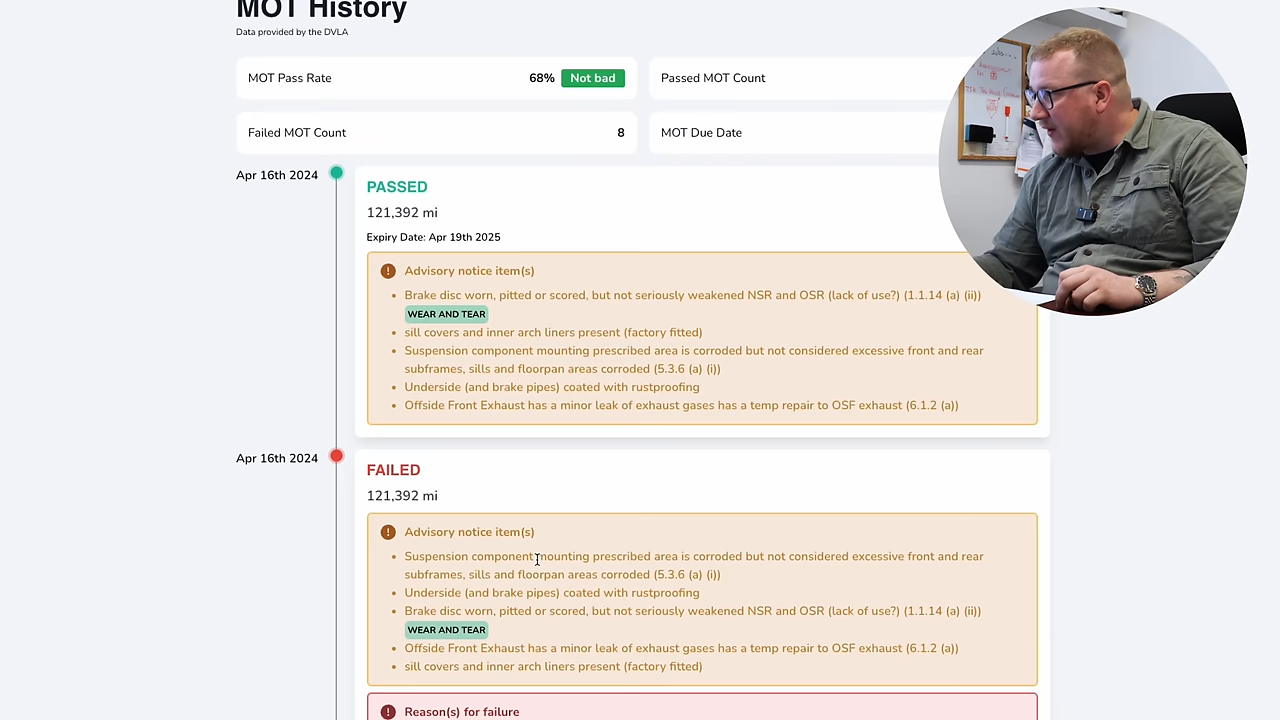 MOT History
Data provided by the DVLA
MOT Pass Rate
68% Not bad
Passed MOT Count
Failed MOT Count
8
MOT Due Date
Apr 16th 2024
PASSED
121,392 mi
Expiry Date: Apr 19th 2025
Advisory notice item(s)
• Brake disc worn, pitted or scored, but not seriously weakened NSR and OSR (lack of use?) (1.1.14 (a) (ii))
WEAR AND TEAR
• sill covers and inner arch liners present (factory fitted)
• Suspension component mounting prescribed area is corroded but not considered excessive front and rear
subframes, sills and floorpan areas corroded (5.3.6 (a) (i))
• Underside (and brake pipes) coated with rustproofing
• Offside Front Exhaust has a minor leak of exhaust gases has a temp repair to OSF exhaust (6.1.2 (a))
Apr 16th 2024
FAILED
121,392 mi
Advisory notice item(s)
• Suspension component mounting prescribed area is corroded but not considered excessive front and rear
subframes, sills and floorpan areas corroded (5.3.6 (a) (i))
• Underside (and brake pipes) coated with rustproofing
• Brake disc worn, pitted or scored, but not seriously weakened NSR and OSR (lack of use?) (1.1.14 (a) (ii))
WEAR AND TEAR
• Offside Front Exhaust has a minor leak of exhaust gases has a temp repair to OSF exhaust (6.1.2 (a))
• sill covers and inner arch liners present (factory fitted)
Reason(s) for failure